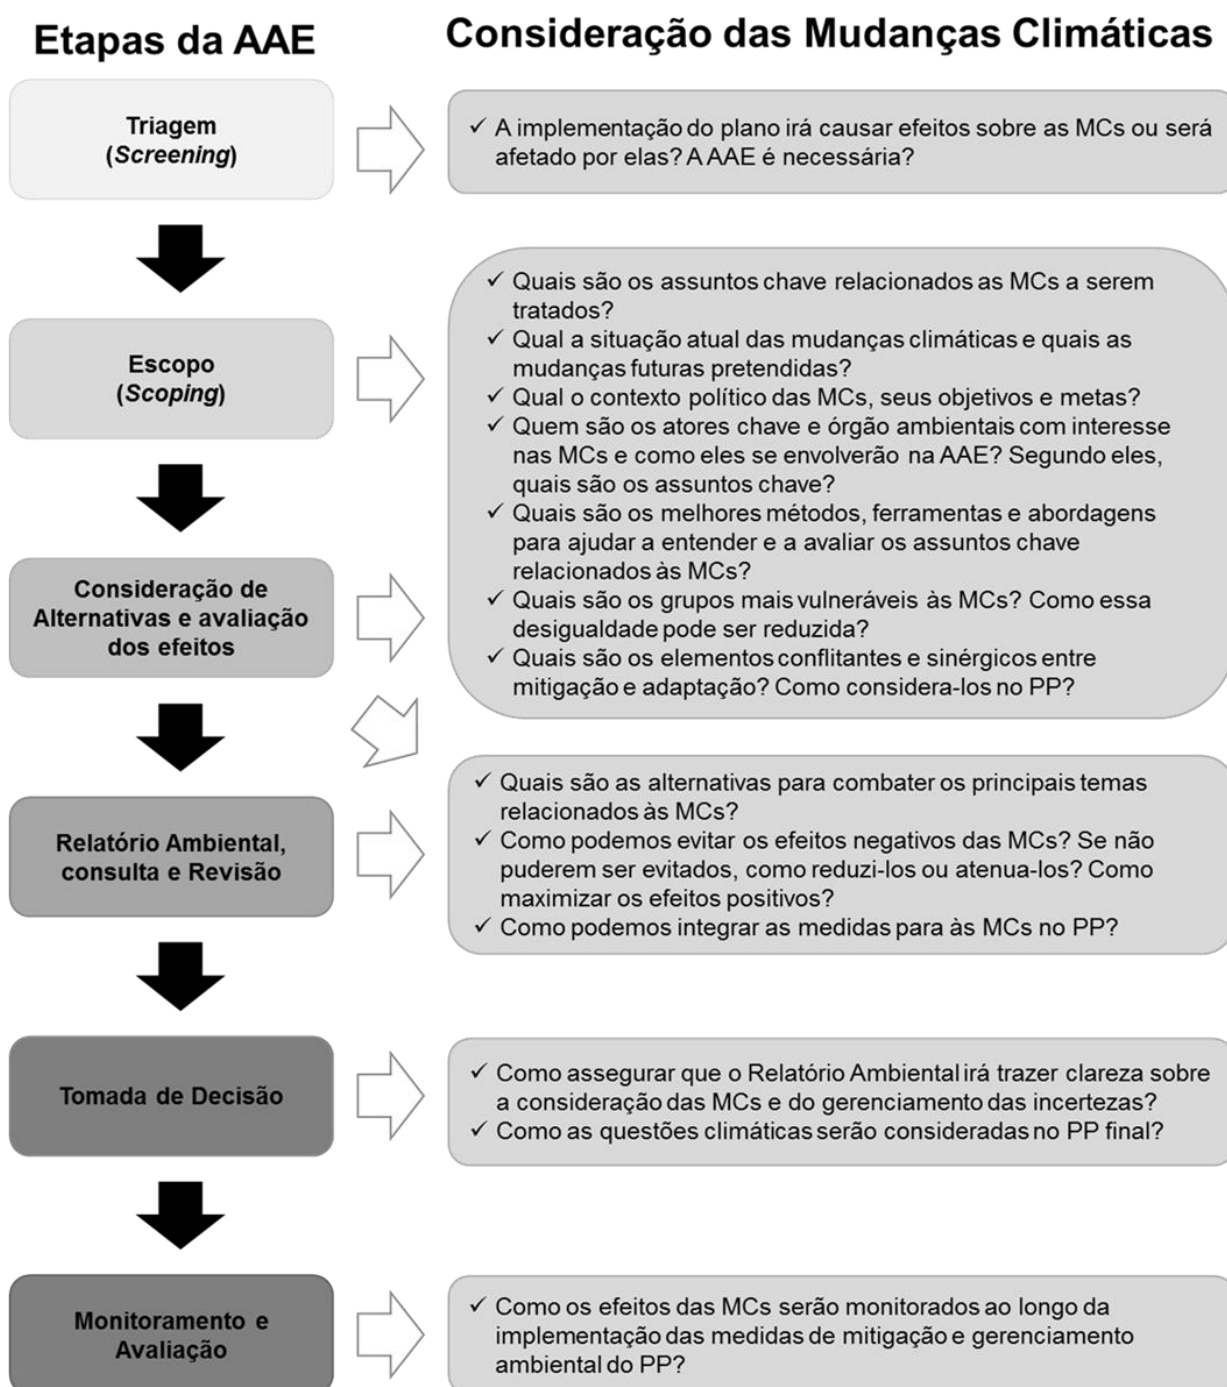 Etapas da AAE
Consideração das Mudanças Climáticas
Triagem
(Screening)
✓ A implementação do plano irá causar efeitos sobre as MCs ou será
afetado por elas? A AAE é necessária?
Escopo
(Scoping)
✓ Quais são os assuntos chave relacionados as MCs a serem
tratados?
✓ Qual a situação atual das mudanças climáticas e quais as
mudanças futuras pretendidas?
✓ Qual o contexto político das MCs, seus objetivos e metas?
✓ Quem são os atores chave e órgão ambientais com interesse
nas MCs e como eles se envolverão na AAE? Segundo eles,
quais são os assuntos chave?
✓ Quais são os melhores métodos, ferramentas e abordagens
para ajudar a entender e a avaliar os assuntos chave
relacionados às MCs?
✓ Quais são os grupos mais vulneráveis às MCs? Como essa
desigualdade pode ser reduzida?
✓ Quais são os elementos conflitantes e sinérgicos entre
mitigação e adaptação? Como considera-los no PP?
Consideração de
Alternativas e avaliação
dos efeitos
✓ Quais são as alternativas para combater os principais temas
relacionados às MCs?
✓ Como podemos evitar os efeitos negativos das MCs? Se não
puderem ser evitados, como reduzi-los ou atenua-los? Como
maximizar os efeitos positivos?
✓ Como podemos integrar as medidas para às MCs no PP?
Relatório Ambiental,
consulta e Revisão
Tomada de Decisão
✓ Como assegurar que o Relatório Ambiental irá trazer clareza sobre
a consideração das MCs e do gerenciamento das incertezas?
✓ Como as questões climáticas serão consideradas no PP final?
Monitoramento e
Avaliação
✓ Como os efeitos das MCs serão monitorados ao longo da
implementação das medidas de mitigação e gerenciamento
ambiental do PP?